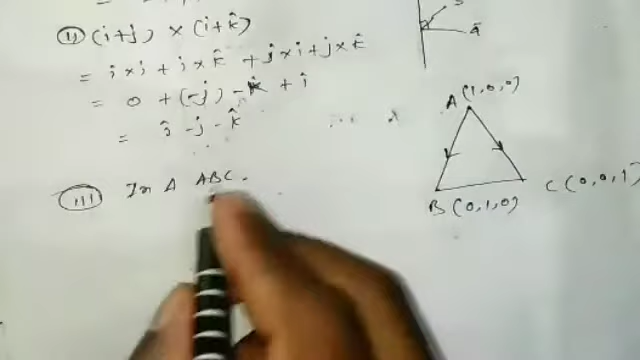 ii) (i+j) × (i+k̂)
= i×i + i×k̂ + j×i + j×k̂
= 0 + (-j) - k̂ + î
= î - j - k̂
iii) In Δ ABC.
ā
A (1,0,0)
B (0,1,0)
C (0,0,1)